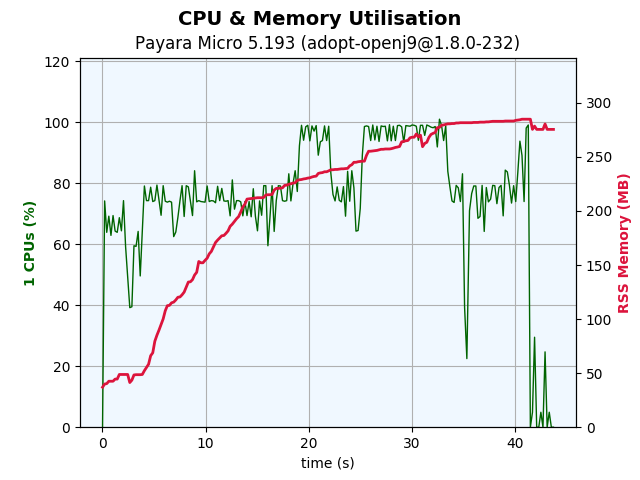 CPU & Memory Utilisation
Payara Micro 5.193 (adopt-openj9@1.8.0-232)
120
100
80
60
40
20
0
1 CPUs (%)
300
250
200
150
100
50
0
RSS Memory (MB)
0 10 20 30 40
time (s)